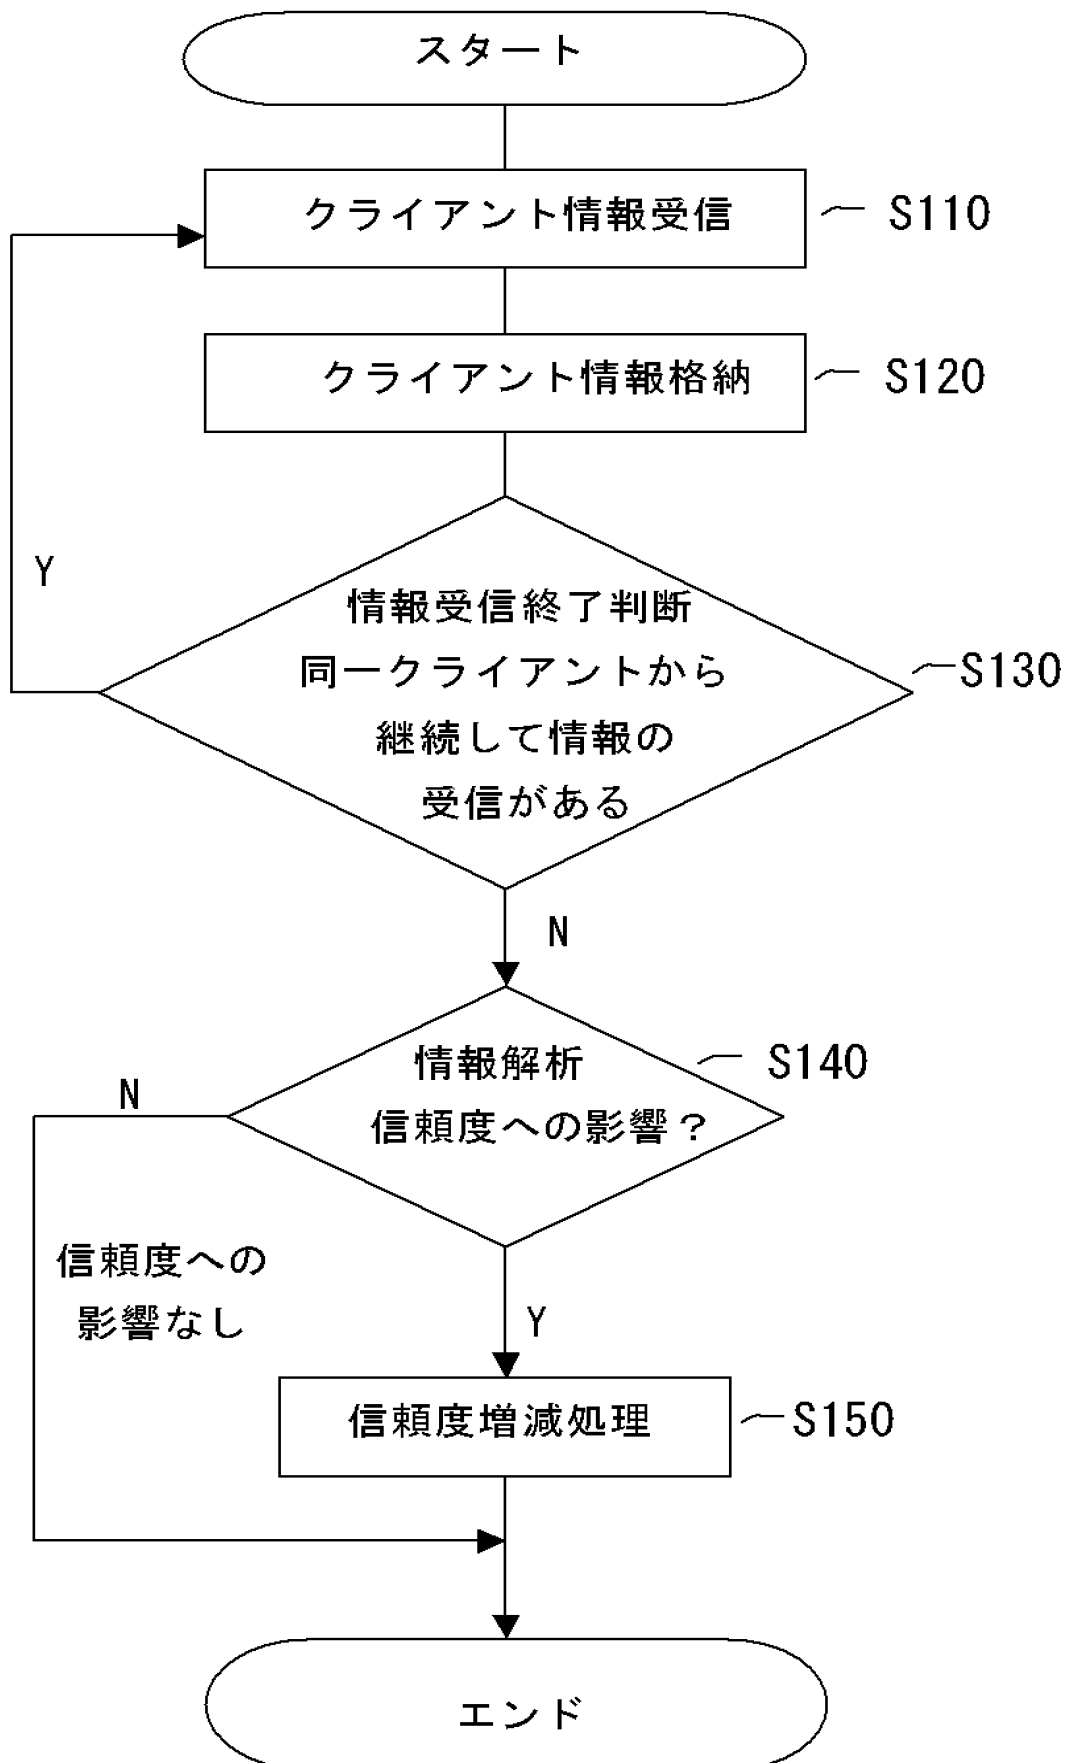 スタート
クライアント情報受信
S110
クライアント情報格納
S120
Y
情報受信終了判断
同一クライアントから
継続して情報の
受信がある
S130
N
情報解析
信頼度への影響？
S140
N
信頼度への
影響なし
Y
信頼度増減処理
S150
エンド